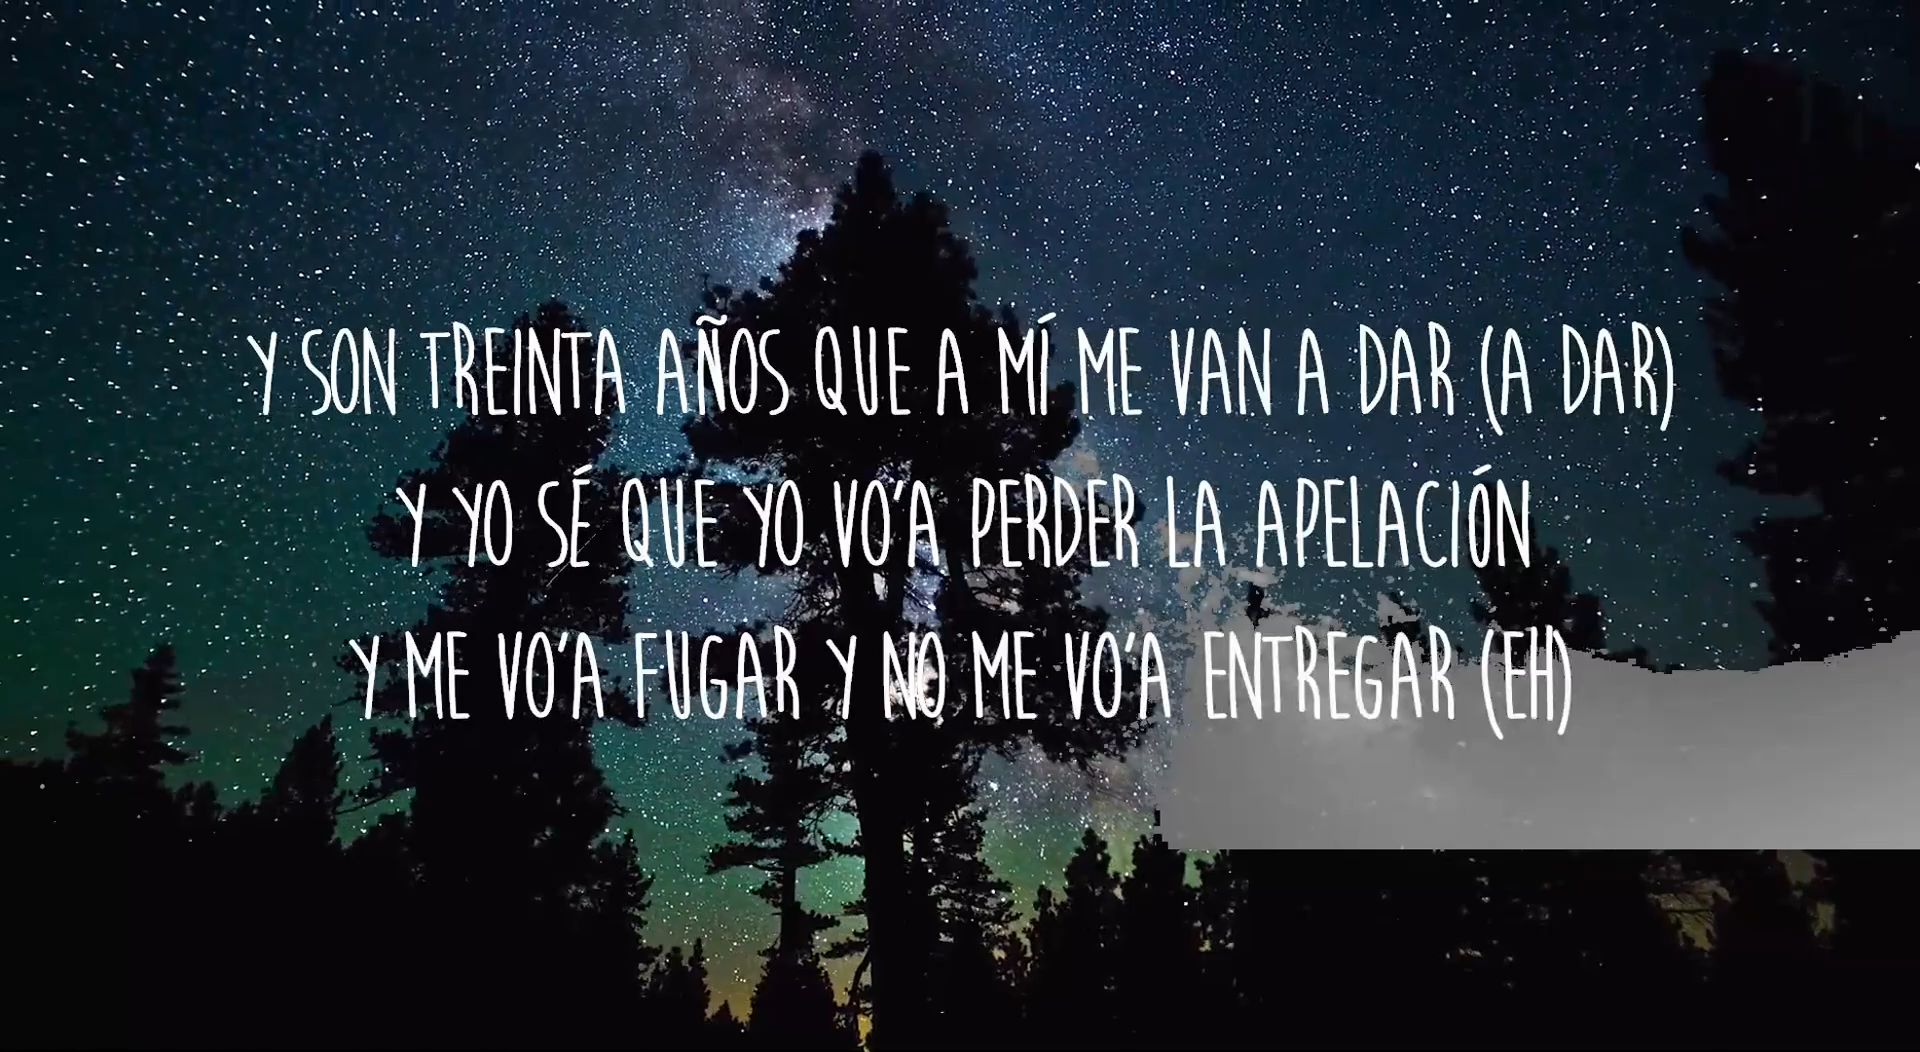 Y SON TREINTA AÑOS QUE A MÍ ME VAN A DAR (A DAR)
Y YO SÉ QUE YO VO'A PERDER LA APELACIÓN
Y ME VO'A FUGAR Y NO ME VO'A ENTREGAR (EH)